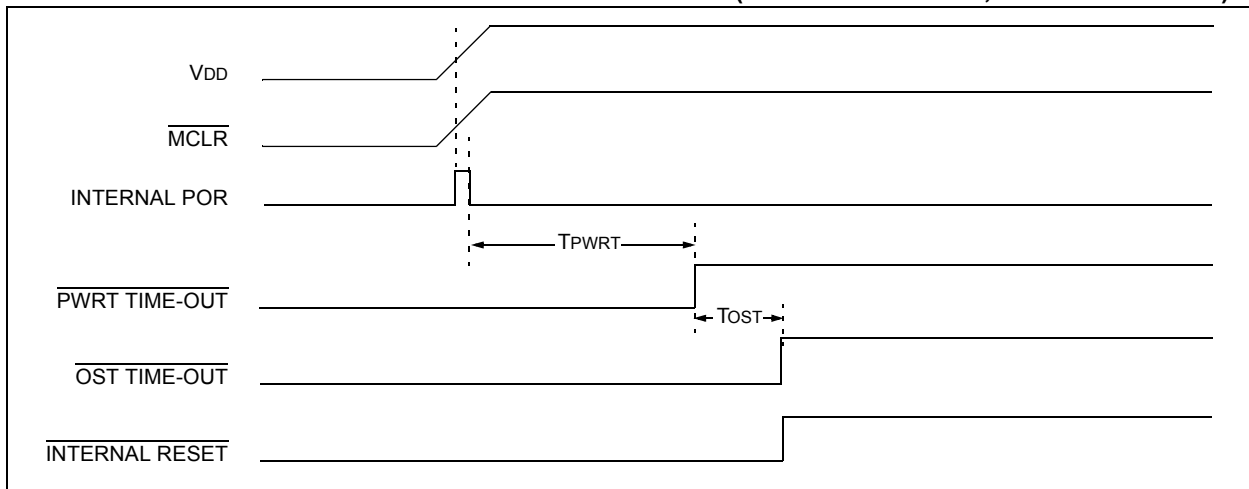 VDD
MCLR
INTERNAL POR
TPWRT
PWRT TIME-OUT
TOST
OST TIME-OUT
INTERNAL RESET